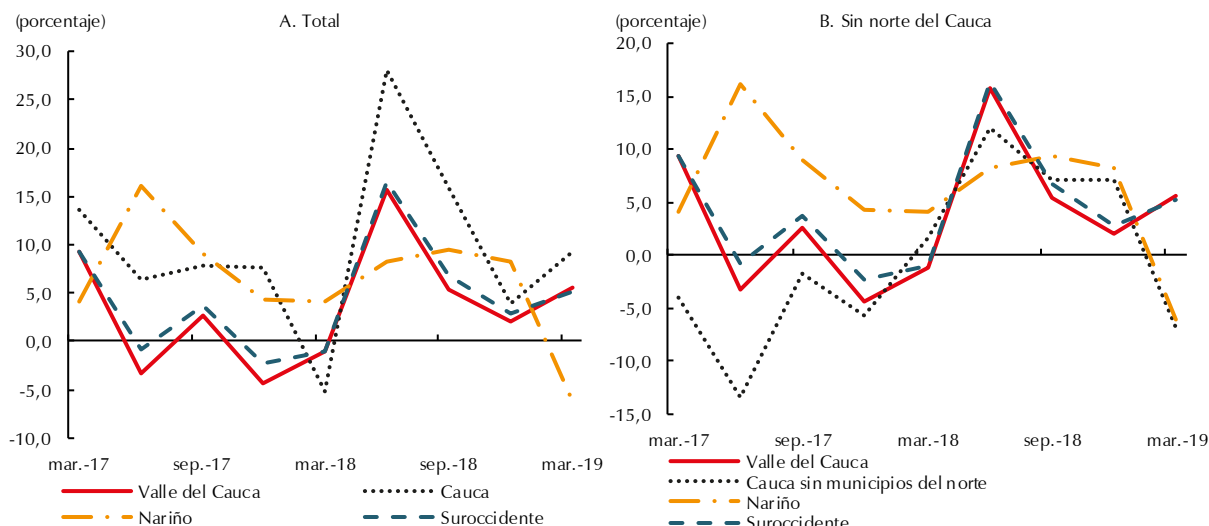 (porcentaje)
A. Total
30,0
25,0
20,0
15,0
10,0
5,0
0,0
-5,0
-10,0
mar.-17
sep.-17
mar.-18
sep.-18
mar.-19
Valle del Cauca
Cauca
Nariño
Suroccidente
(porcentaje)
B. Sin norte del Cauca
20,0
15,0
10,0
5,0
0,0
-5,0
-10,0
-15,0
mar.-17
sep.-17
mar.-18
sep.-18
mar.-19
Valle del Cauca
Cauca sin municipios del norte
Nariño
Suroccidente